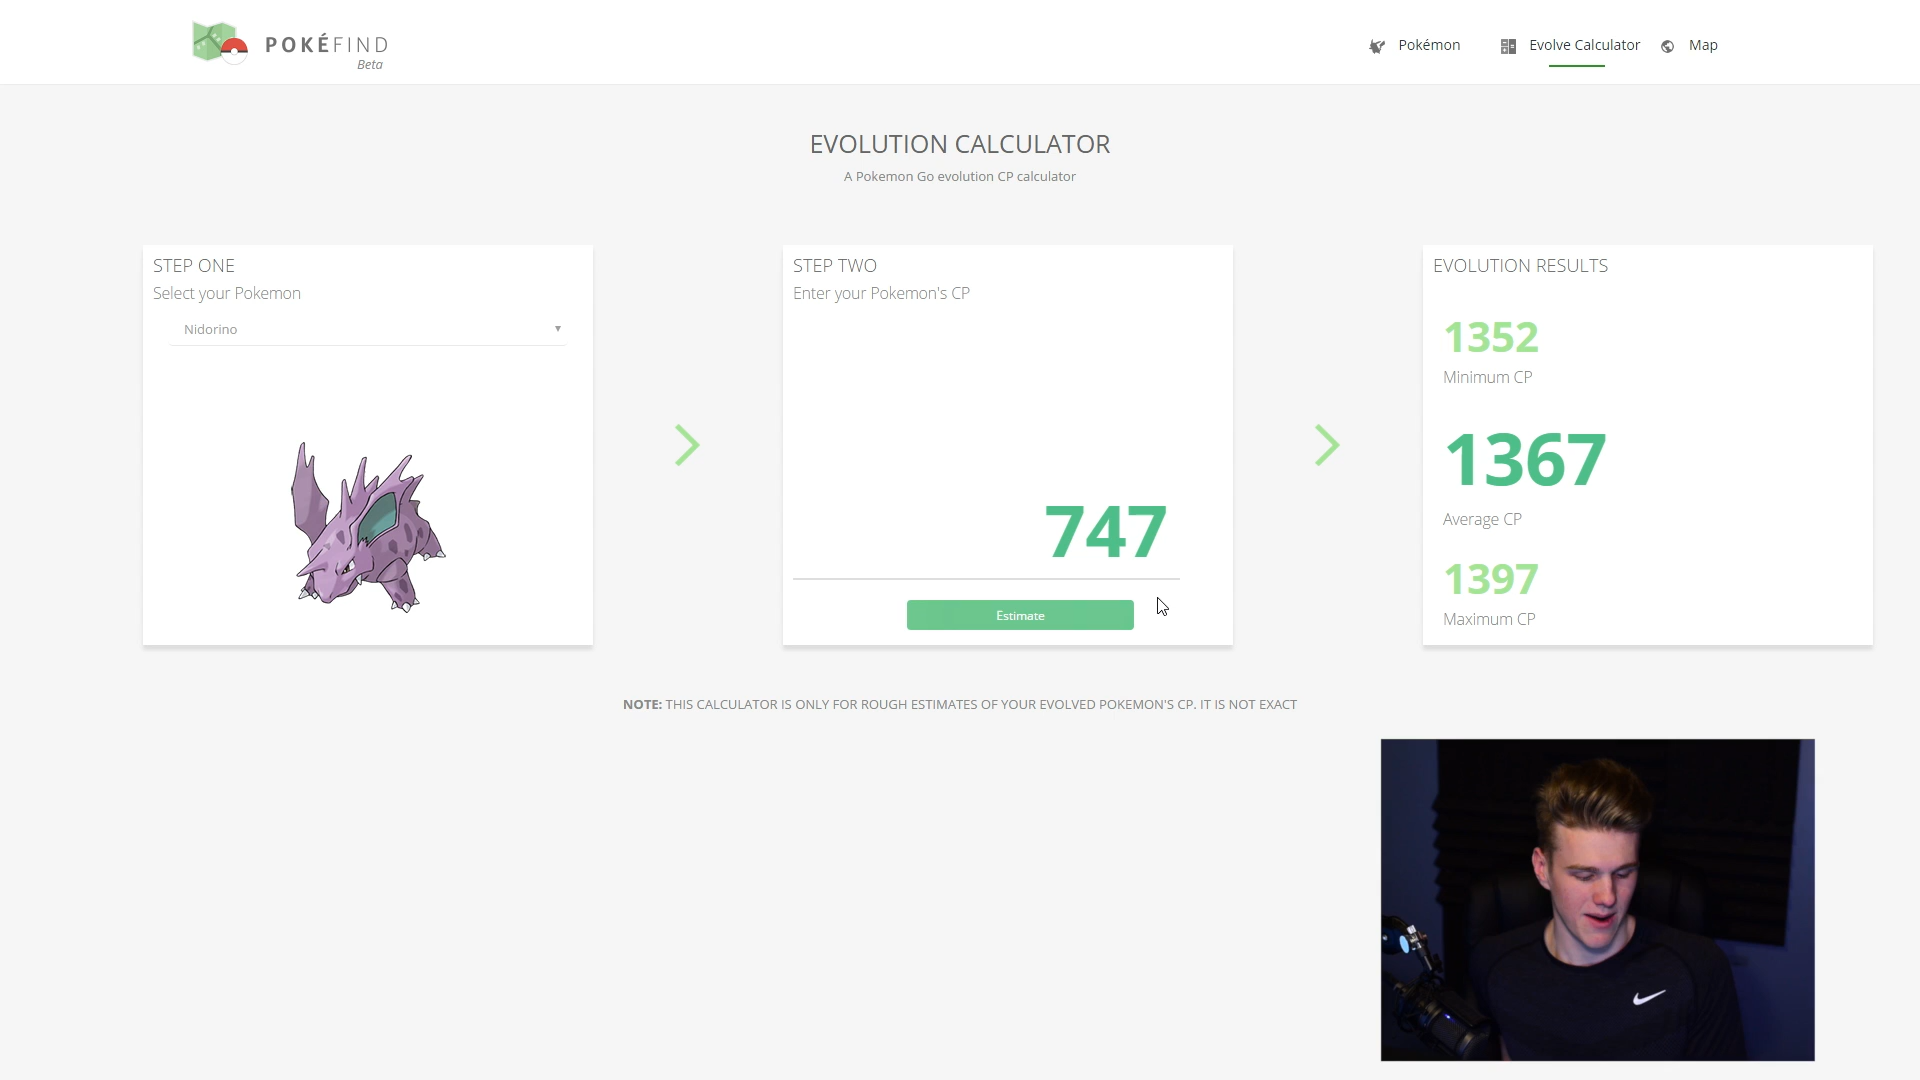 POKÉFIND
Beta
Pokémon
Evolve Calculator
Map
EVOLUTION CALCULATOR
A Pokemon Go evolution CP calculator
STEP ONE
Select your Pokemon
Nidorino
STEP TWO
Enter your Pokemon's CP
747
Estimate
EVOLUTION RESULTS
1352
Minimum CP
1367
Average CP
1397
Maximum CP
NOTE: THIS CALCULATOR IS ONLY FOR ROUGH ESTIMATES OF YOUR EVOLVED POKEMON'S CP. IT IS NOT EXACT